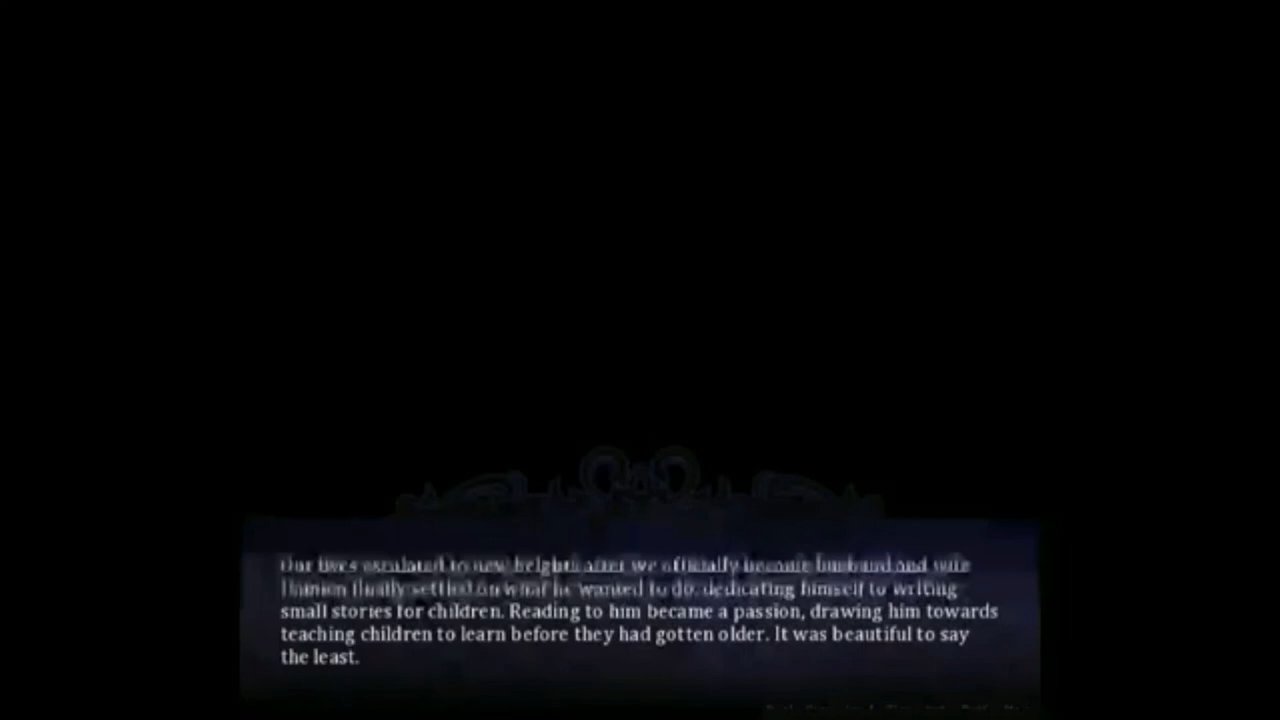 Our lives escalated to new heights after we officially became husband and wife
finally settled on what he wanted to do, dedicating himself to writing
small stories for children. Reading to him became a passion, drawing him towards
teaching children to learn before they had gotten older. It was beautiful to say
the least.